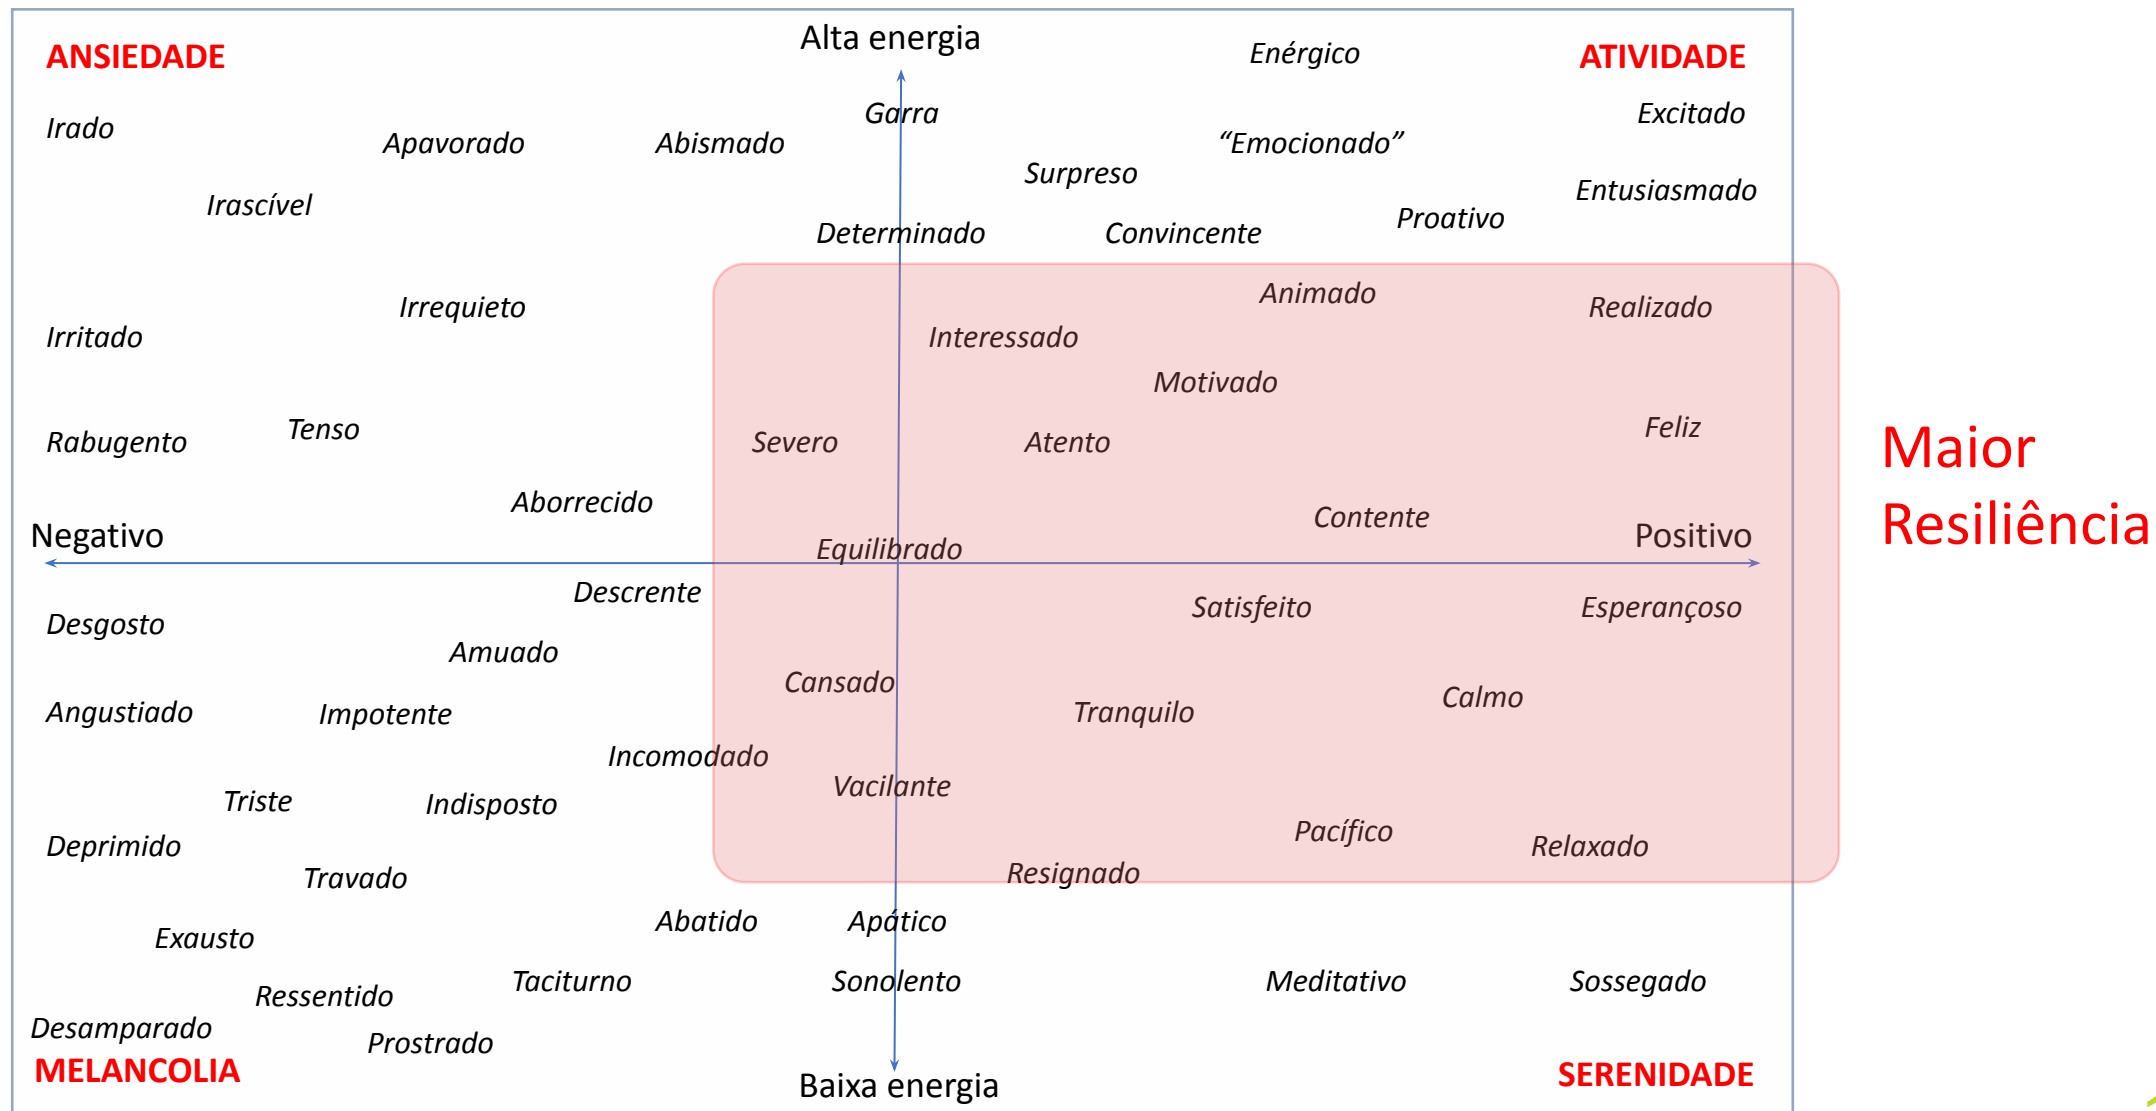 Alta energia
Enérgico
ANSIEDADE
ATIVIDADE
Garra
Excitado
Irado
Apavorado
Abismado
“Emocionado”
Surpreso
Entusiasmado
Irascível
Proativo
Determinado
Convincente
Animado
Irrequieto
Realizado
Irritado
Interessado
Motivado
Tenso
Feliz
Rabugento
Severo
Atento
Maior
Resiliência
Aborrecido
Contente
Negativo
Positivo
Equilibrado
Descrente
Satisfeito
Esperançoso
Desgosto
Amuado
Cansado
Calmo
Angustiado
Impotente
Tranquilo
Incomodado
Vacilante
Triste
Indisposto
Pacífico
Deprimido
Relaxado
Travado
Resignado
Abatido
Apático
Exausto
Taciturno
Sonolento
Meditativo
Sossegado
Ressentido
Desamparado
Prostrado
MELANCOLIA
SERENIDADE
Baixa energia